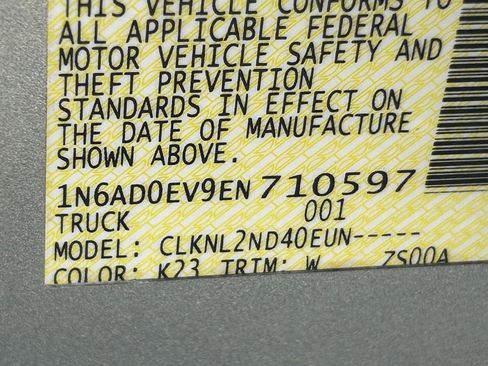 THIS VEHICLE CONFORMS TO
ALL APPLICABLE FEDERAL
MOTOR VEHICLE SAFETY AND
THEFT PREVENTION
STANDARDS IN EFFECT ON
THE DATE OF MANUFACTURE
SHOWN ABOVE.
1N6AD0EV9EN710597
TRUCK 001
MODEL: CLKNL2ND40EUN-----
COLOR: K23 TRIM: W ZS00A